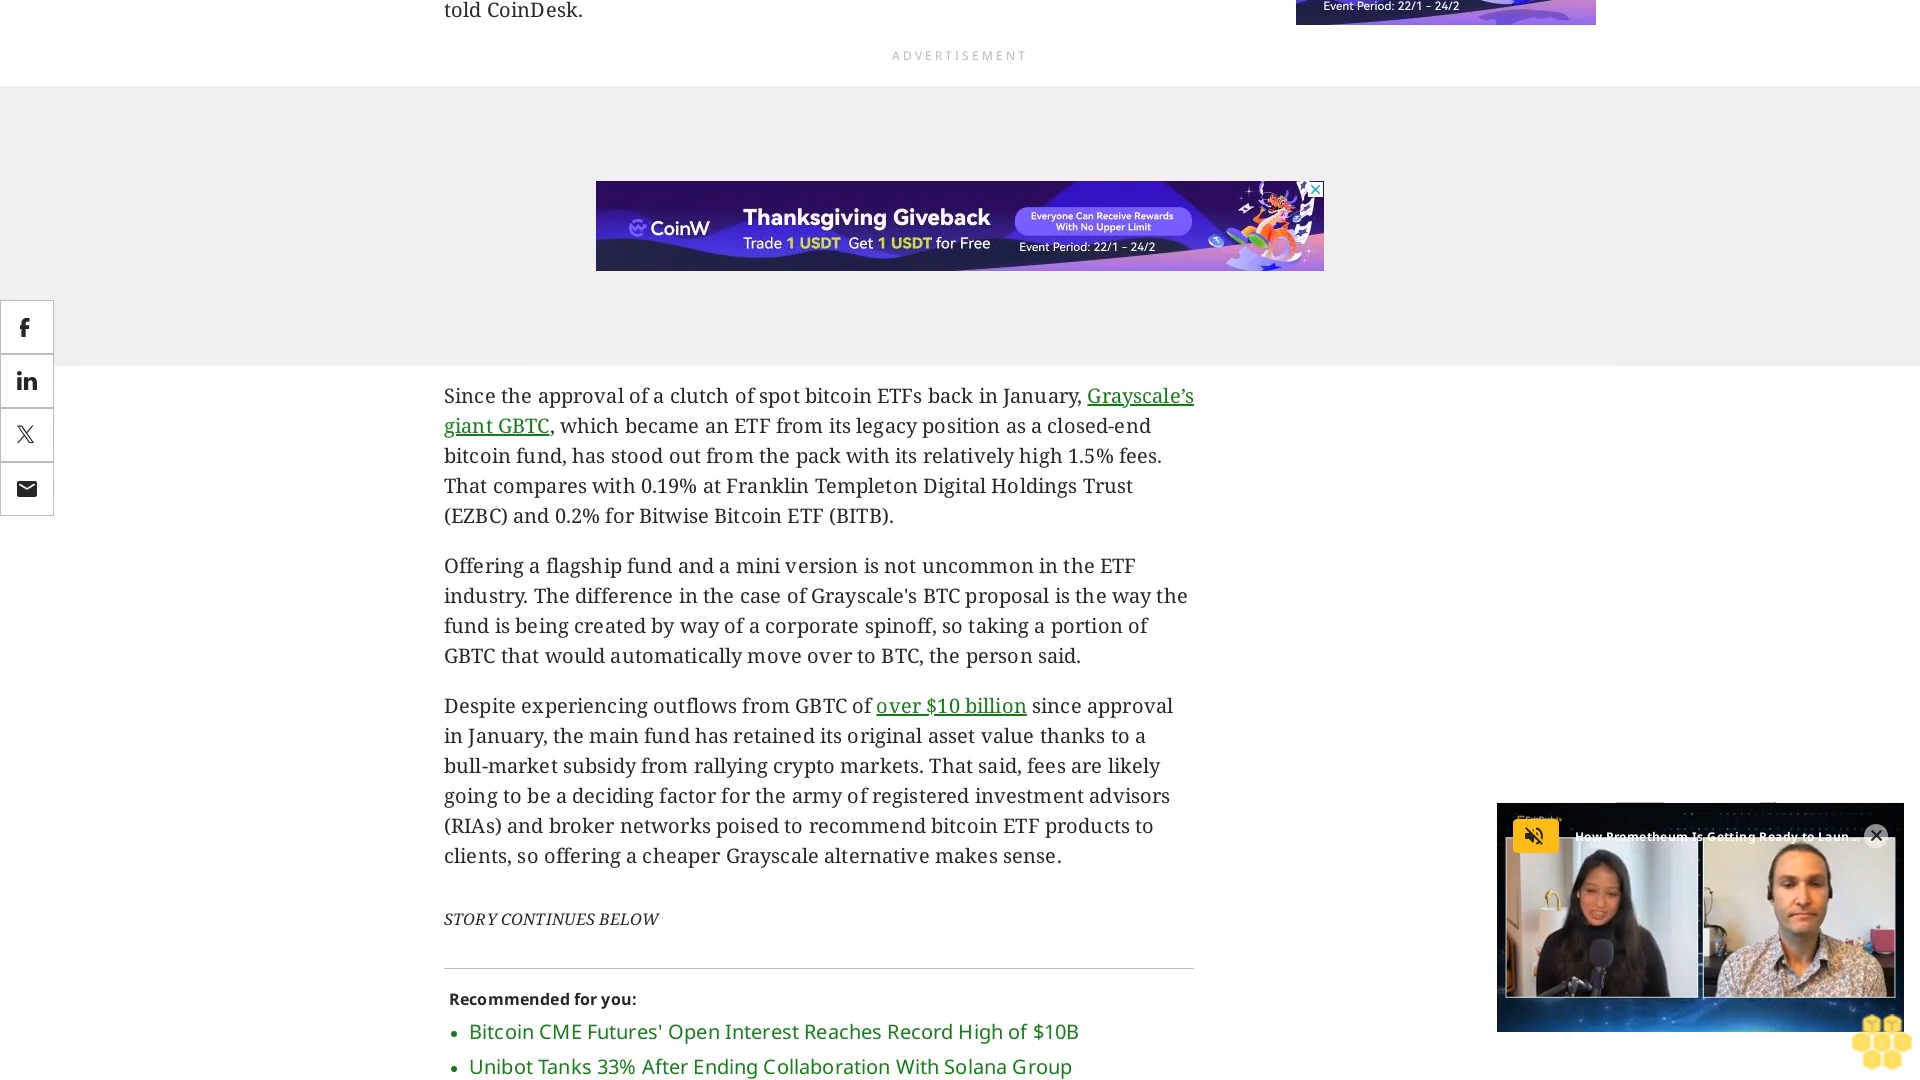 told CoinDesk.
Event Period: 22/1 - 24/2
ADVERTISEMENT
CoinW
Thanksgiving Giveback
Trade 1 USDT Get 1 USDT for Free
Everyone Can Receive Rewards
With No Upper Limit
Event Period: 22/1 - 24/2
Since the approval of a clutch of spot bitcoin ETFs back in January, Grayscale’s
giant GBTC, which became an ETF from its legacy position as a closed-end
bitcoin fund, has stood out from the pack with its relatively high 1.5% fees.
That compares with 0.19% at Franklin Templeton Digital Holdings Trust
(EZBC) and 0.2% for Bitwise Bitcoin ETF (BITB).
Offering a flagship fund and a mini version is not uncommon in the ETF
industry. The difference in the case of Grayscale's BTC proposal is the way the
fund is being created by way of a corporate spinoff, so taking a portion of
GBTC that would automatically move over to BTC, the person said.
Despite experiencing outflows from GBTC of over $10 billion since approval
in January, the main fund has retained its original asset value thanks to a
bull-market subsidy from rallying crypto markets. That said, fees are likely
going to be a deciding factor for the army of registered investment advisors
(RIAs) and broker networks poised to recommend bitcoin ETF products to
clients, so offering a cheaper Grayscale alternative makes sense.
STORY CONTINUES BELOW
Recommended for you:
• Bitcoin CME Futures' Open Interest Reaches Record High of $10B
• Unibot Tanks 33% After Ending Collaboration With Solana Group
How Prometheum Is Getting Ready to Laun...